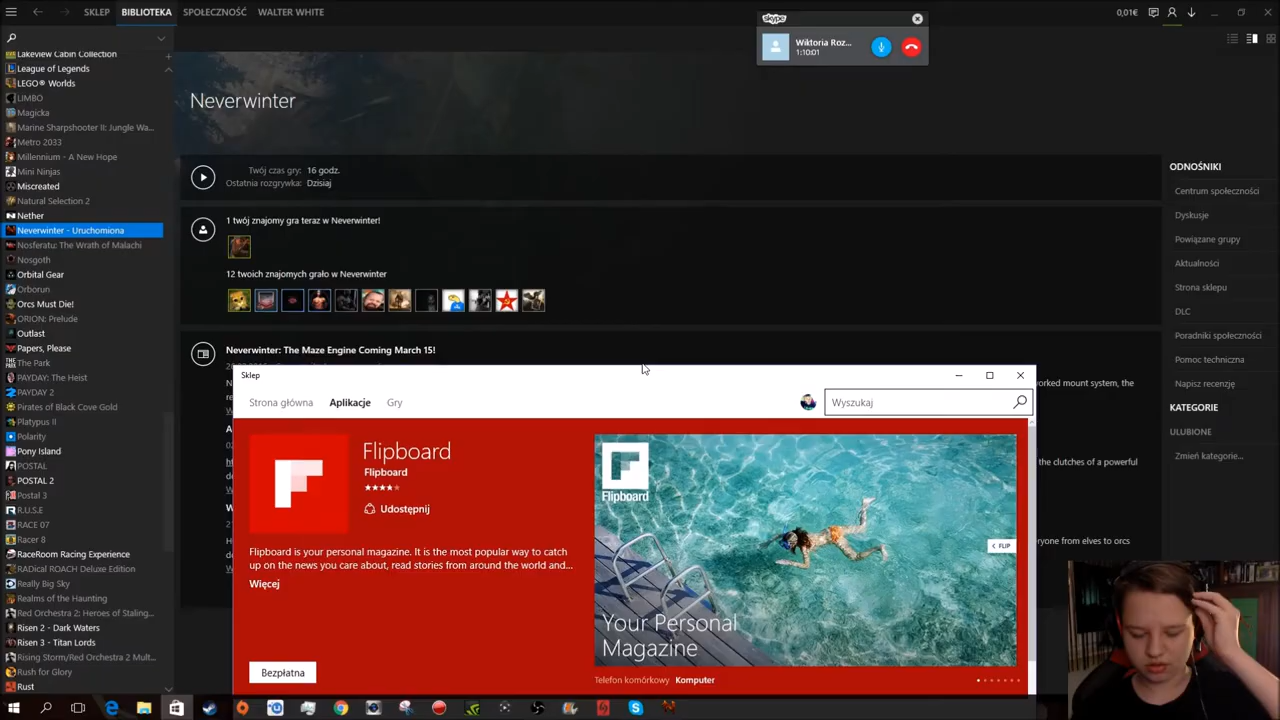 SKLEP
BIBLIOTEKA
SPOŁECZNOŚĆ
WALTER WHITE
0,01€
skype
Wiktoria Roz...
1:10:01
Lakeview Cabin Collection
League of Legends
LEGO® Worlds
LIMBO
Magicka
Marine Sharpshooter II: Jungle Wa...
Metro 2033
Millennium - A New Hope
Mini Ninjas
Miscreated
Natural Selection 2
Nether
Neverwinter - Uruchomiona
Nosferatu: The Wrath of Malachi
Nosgoth
Orbital Gear
Orborun
Orcs Must Die!
ORION: Prelude
Outlast
Papers, Please
The Park
PAYDAY: The Heist
PAYDAY 2
Pirates of Black Cove Gold
Platypus II
Polarity
Pony Island
POSTAL
POSTAL 2
Postal 3
R.U.S.E
RACE 07
Racer 8
RaceRoom Racing Experience
RADical ROACH Deluxe Edition
Really Big Sky
Realms of the Haunting
Red Orchestra 2: Heroes of Staling...
Risen 2 - Dark Waters
Risen 3 - Titan Lords
Rising Storm/Red Orchestra 2 Mult...
Rush for Glory
Rust
Neverwinter
Twój czas gry: 16 godz.
Ostatnia rozgrywka: Dzisiaj
1 twój znajomy gra teraz w Neverwinter!
12 twoich znajomych grało w Neverwinter
Neverwinter: The Maze Engine Coming March 15!
worked mount system, the
the clutches of a powerful
everyone from elves to orcs
ODNOŚNIKI
Centrum społeczności
Dyskusje
Powiązane grupy
Aktualności
Strona sklepu
DLC
Poradniki społeczności
Pomoc techniczna
Napisz recenzję
KATEGORIE
ULUBIONE
Zmień kategorie...
Sklep
Strona główna
Aplikacje
Gry
Wyszukaj
Flipboard
Flipboard
Udostępnij
Flipboard is your personal magazine. It is the most popular way to catch
up on the news you care about, read stories from around the world and...
Więcej
Bezpłatna
Flipboard
FLIP
Your Personal
Magazine
Telefon komórkowy
Komputer